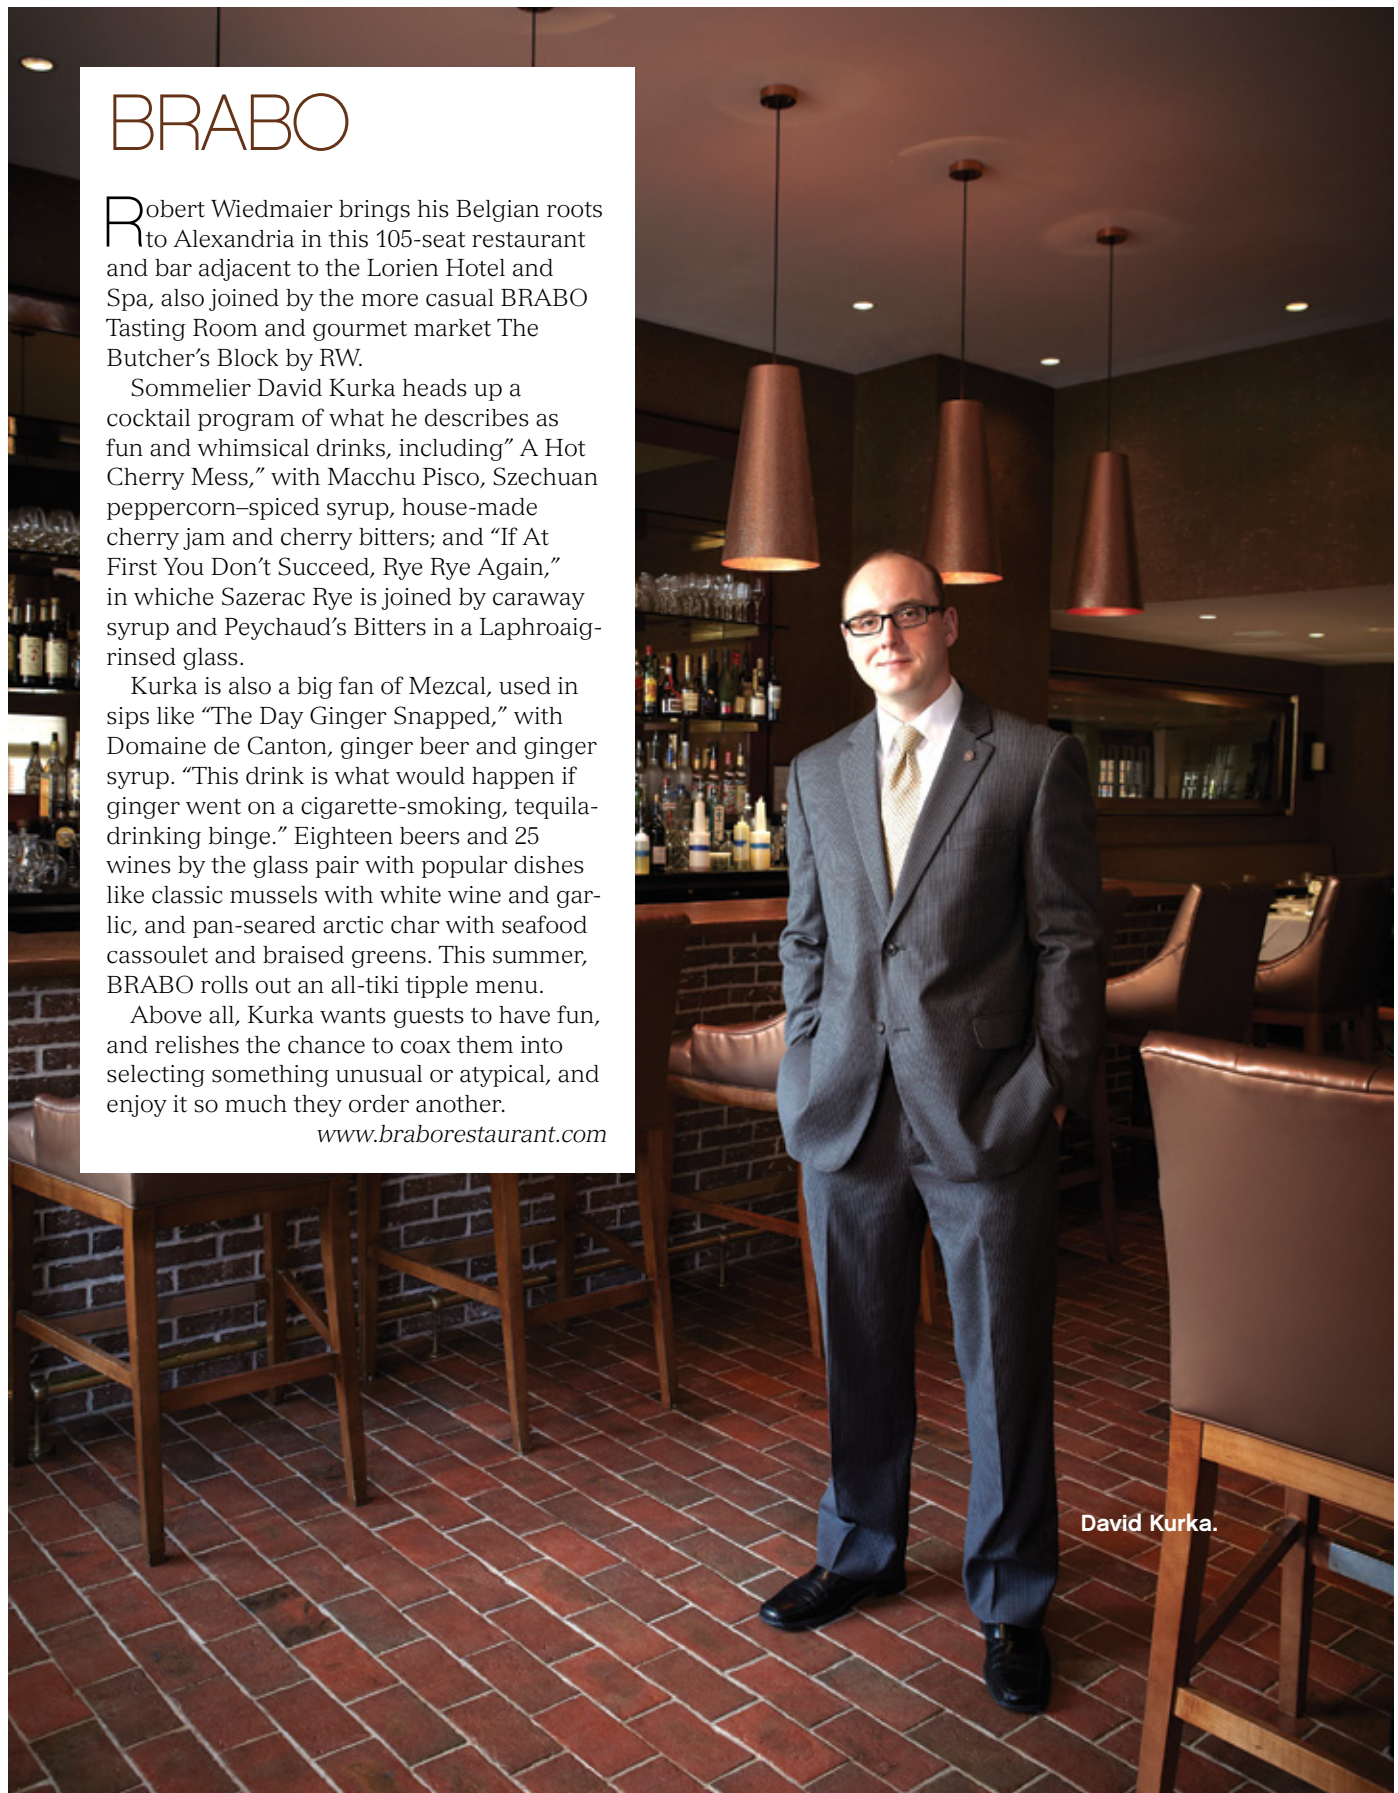 BRABO
Robert Wiedmaier brings his Belgian roots
to Alexandria in this 105-seat restaurant
and bar adjacent to the Lorien Hotel and
Spa, also joined by the more casual BRABO
Tasting Room and gourmet market The
Butcher’s Block by RW.
Sommelier David Kurka heads up a
cocktail program of what he describes as
fun and whimsical drinks, including” A Hot
Cherry Mess,” with Macchu Pisco, Szechuan
peppercorn–spiced syrup, house-made
cherry jam and cherry bitters; and “If At
First You Don’t Succeed, Rye Rye Again,”
in whiche Sazerac Rye is joined by caraway
syrup and Peychaud’s Bitters in a Laphroaig-
rinsed glass.
Kurka is also a big fan of Mezcal, used in
sips like “The Day Ginger Snapped,” with
Domaine de Canton, ginger beer and ginger
syrup. “This drink is what would happen if
ginger went on a cigarette-smoking, tequila-
drinking binge.” Eighteen beers and 25
wines by the glass pair with popular dishes
like classic mussels with white wine and gar-
lic, and pan-seared arctic char with seafood
cassoulet and braised greens. This summer,
BRABO rolls out an all-tiki tipple menu.
Above all, Kurka wants guests to have fun,
and relishes the chance to coax them into
selecting something unusual or atypical, and
enjoy it so much they order another.
www.braborestaurant.com
David Kurka.